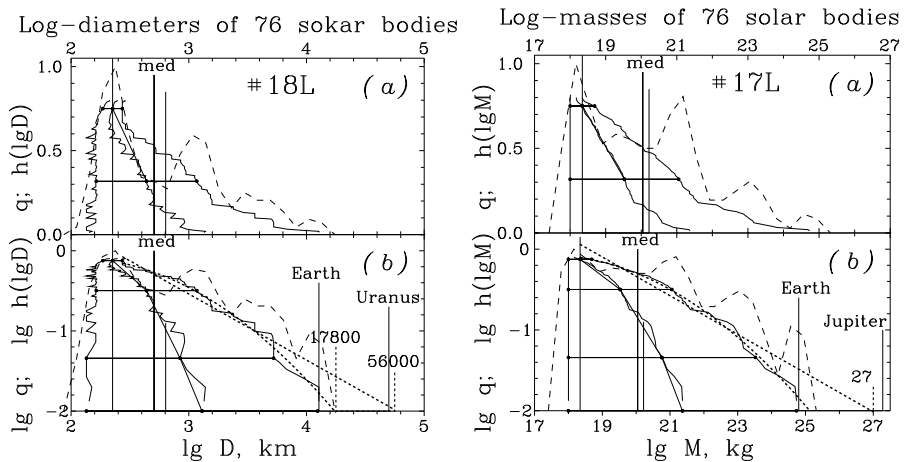 Log-diameters of 76 sokar bodies
2 3 4 5
med
#18L (a)
1.0
0.5
0.0
q; h(lgD)
med
(b)
Earth
Uranus
17800
56000
0
-1
-2
lg q; lg h(lgD)
2 3 4 5
lg D, km
Log-masses of 76 solar bodies
17 19 21 23 25 27
med
#17L (a)
1.0
0.5
0.0
q; h(lgM)
med
(b)
Earth
Jupiter
27
0
-1
-2
lg q; lg h(lgM)
17 19 21 23 25 27
lg M, kg